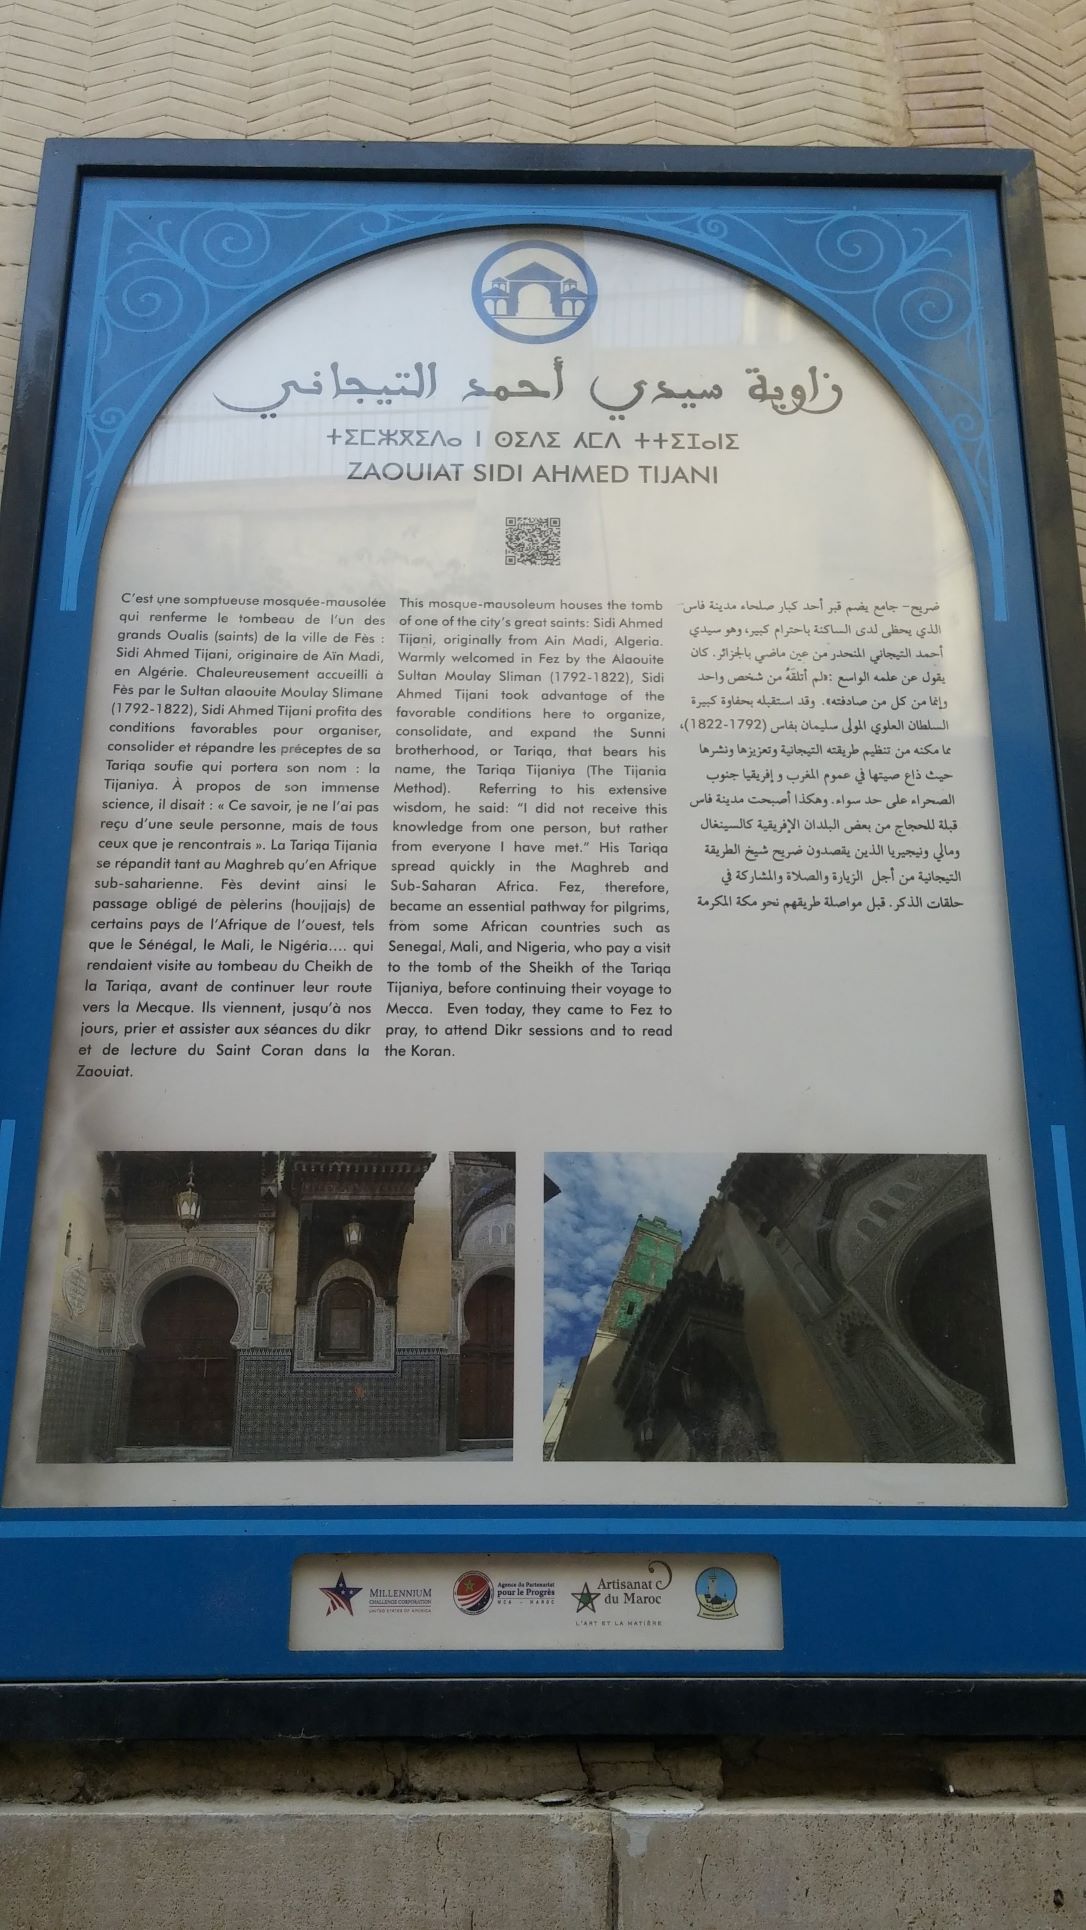 زاوية سيدي أحمد التيجاني
ⵜⵉⵎⵣⴳⵉⴷⴰ ⵏ ⵙⵉⴷⵉ ⵃⵎⴷ ⵜⵜⵉⵊⴰⵏⵉ
ZAOUIAT SIDI AHMED TIJANI
C'est une somptueuse mosquée-mausolée
qui renferme le tombeau de l'un des
grands Oualis (saints) de la ville de Fès :
Sidi Ahmed Tijani, originaire de Aïn Madi,
en Algérie. Chaleureusement accueilli à
Fès par le Sultan alaouite Moulay Slimane
(1792-1822), Sidi Ahmed Tijani profita des
conditions favorables pour organiser,
consolider et répandre les préceptes de sa
Tariqa soufie qui portera son nom : la
Tijaniya. À propos de son immense
science, il disait : « Ce savoir, je ne l'ai pas
reçu d'une seule personne, mais de tous
ceux que je rencontrais ». La Tariqa Tijania
se répandit tant au Maghreb qu'en Afrique
sub-saharienne. Fès devint ainsi le
passage obligé de pèlerins (houjjajs) de
certains pays de l'Afrique de l'ouest, tels
que le Sénégal, le Mali, le Nigéria.... qui
rendaient visite au tombeau du Cheikh de
la Tariqa, avant de continuer leur route
vers la Mecque. Ils viennent, jusqu'à nos
jours, prier et assister aux séances du dikr
et de lecture du Saint Coran dans la
Zaouiat.
This mosque-mausoleum houses the tomb
of one of the city's great saints: Sidi Ahmed
Tijani, originally from Ain Madi, Algeria.
Warmly welcomed in Fez by the Alaouite
Sultan Moulay Sliman (1792-1822), Sidi
Ahmed Tijani took advantage of the
favorable conditions here to organize,
consolidate, and expand the Sunni
brotherhood, or Tariqa, that bears his
name, the Tariqa Tijaniya (The Tijania
Method). Referring to his extensive
wisdom, he said: "I did not receive this
knowledge from one person, but rather
from everyone I have met." His Tariqa
spread quickly in the Maghreb and
Sub-Saharan Africa. Fez, therefore,
became an essential pathway for pilgrims,
from some African countries such as
Senegal, Mali, and Nigeria, who pay a visit
to the tomb of the Sheikh of the Tariqa
Tijaniya, before continuing their voyage to
Mecca. Even today, they came to Fez to
pray, to attend Dikr sessions and to read
the Koran.
ضريح- جامع يضم قبر أحد كبار صلحاء مدينة فاس
الذي يحظى لدى الساكنة باحترام كبير، وهو سيدي
أحمد التيجاني المنحدر من عين ماضي بالجزائر. كان
يقول عن علمه الواسع :«لم أتلقَهُ من شخص واحد
وإنما من كل من صادفته». وقد استقبله بحفاوة كبيرة
السلطان العلوي المولى سليمان بفاس (1792-1822)،
مما مكنه من تنظيم طريقته التيجانية وتعزيزها ونشرها
حيث ذاع صيتها في عموم المغرب و إفريقيا جنوب
الصحراء على حد سواء. وهكذا أصبحت مدينة فاس
قبلة للحجاج من بعض البلدان الإفريقية كالسينغال
ومالي ونيجيريا الذين يقصدون ضريح شيخ الطريقة
التيجانية من أجل الزيارة والصلاة والمشاركة في
حلقات الذكر. قبل مواصلة طريقهم نحو مكة المكرمة
MILLENNIUM
CHALLENGE CORPORATION
UNITED STATES OF AMERICA
Agence du Partenariat
pour le Progrès
MCA - MAROC
Artisanat
du Maroc
L'ART ET LA MATIÈRE